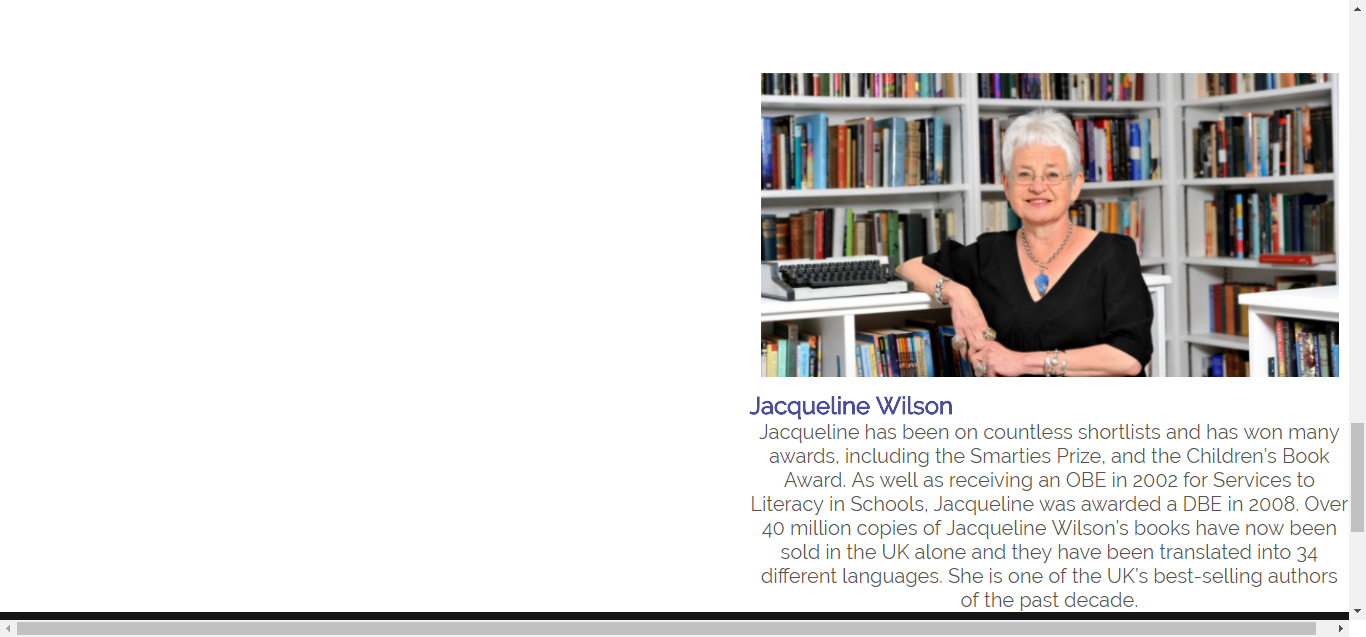 Jacqueline Wilson
Jacqueline has been on countless shortlists and has won many
awards, including the Smarties Prize, and the Children's Book
Award. As well as receiving an OBE in 2002 for Services to
Literacy in Schools, Jacqueline was awarded a DBE in 2008. Over
40 million copies of Jacqueline Wilson's books have now been
sold in the UK alone and they have been translated into 34
different languages. She is one of the UK's best-selling authors
of the past decade.